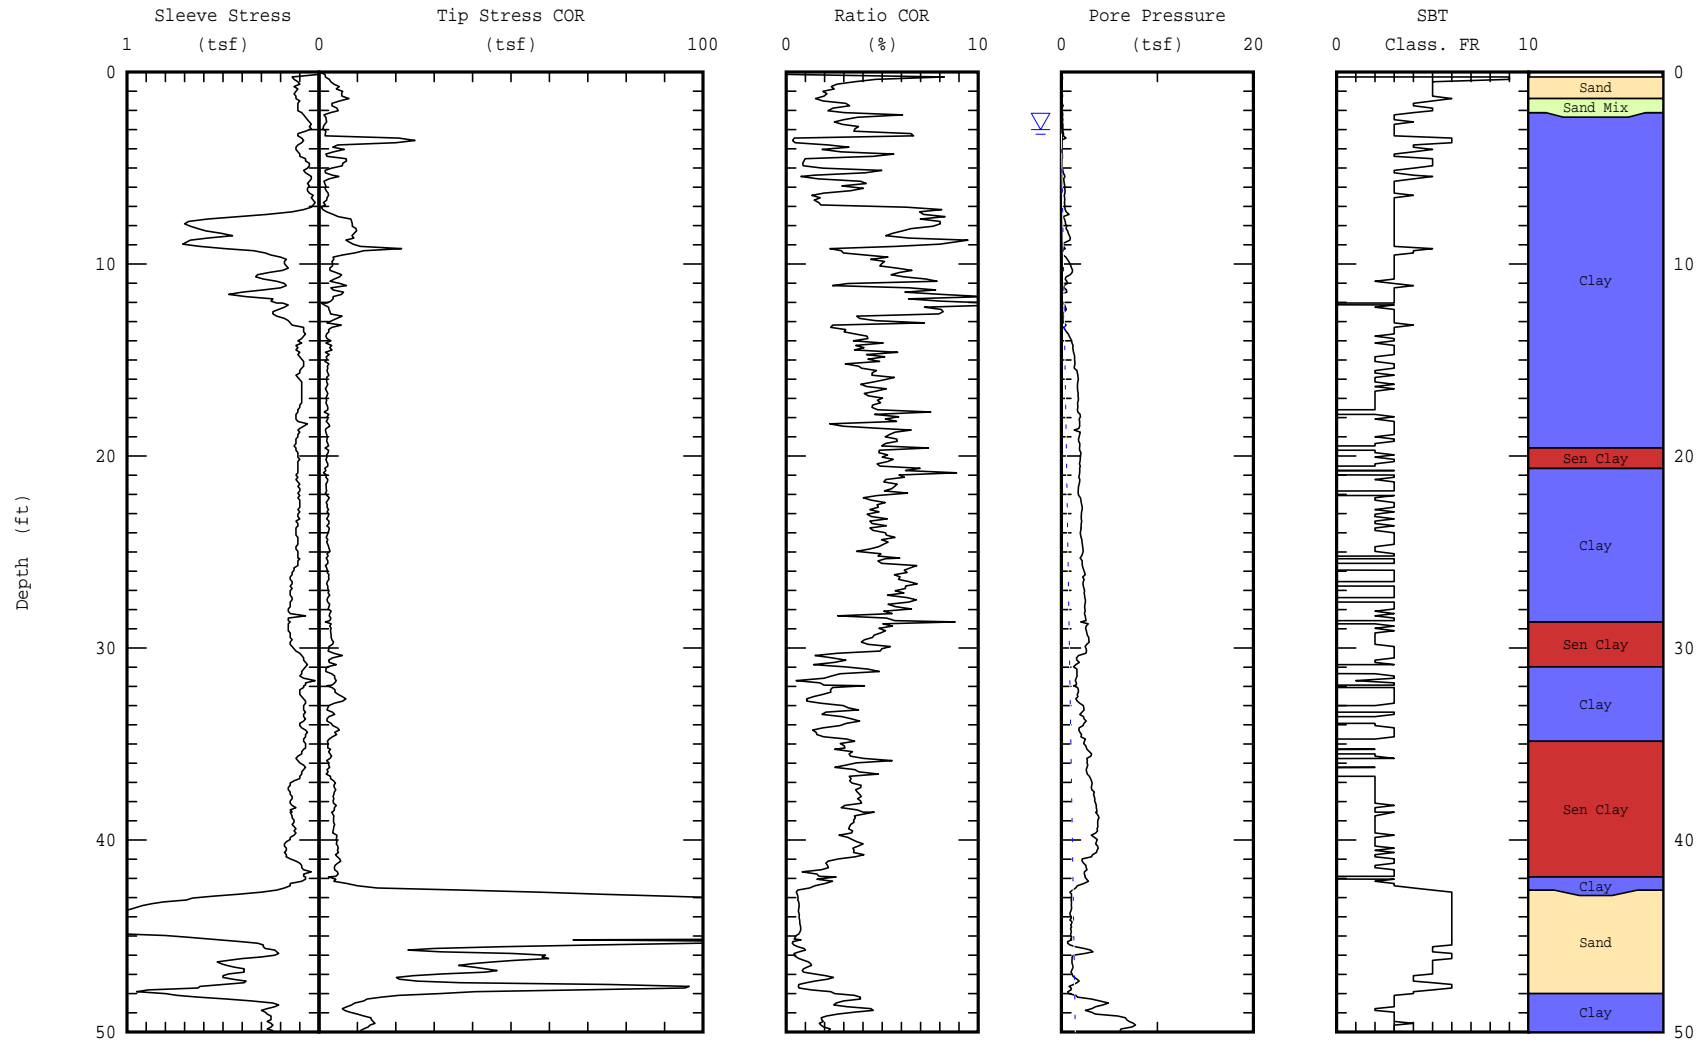 Sleeve Stress Tip Stress COR Ratio COR Pore Pressure SBT
1 (tsf) 0 (tsf) 100 0 (%) 10 0 (tsf) 20 0 Class. FR 10
0 0
Sand
Sand Mix
10 10
Clay
20 20
Sen Clay
Clay
Depth (ft)
30 30
Sen Clay
Clay
Sen Clay
40 40
Clay
Sand
Clay
50 50